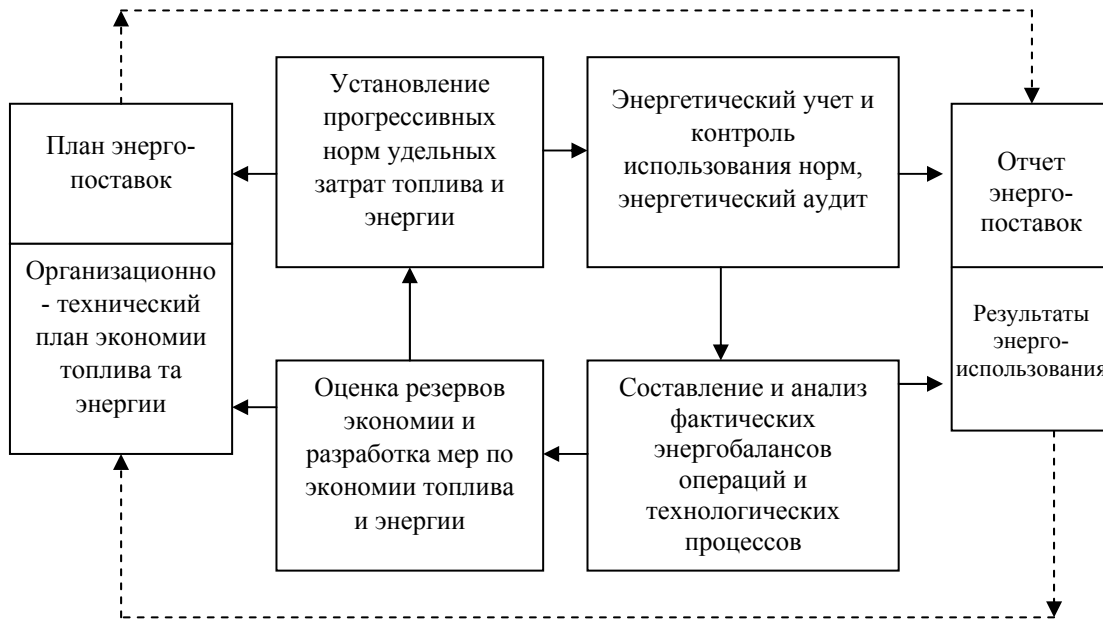 План энерго-
поставок
Организационно
- технический
план экономии
топлива та
энергии
Установление
прогрессивных
норм удельных
затрат топлива и
энергии
Энергетический учет и
контроль
использования норм,
энергетический аудит
Отчет
энерго-
поставок
Результаты
энерго-
использования
Оценка резервов
экономии и
разработка мер по
экономии топлива
и энергии
Составление и анализ
фактических
энергобалансов
операций и
технологических
процессов